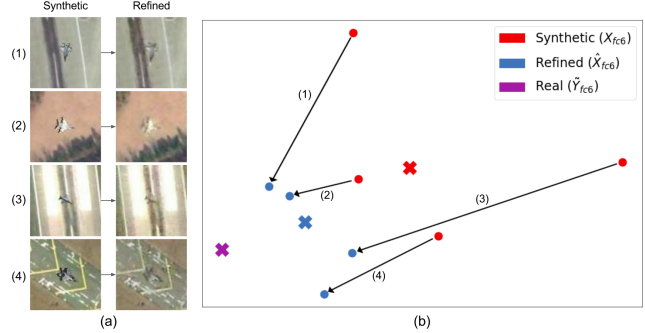 Synthetic Refined
(1)
(2)
(3)
(4)
(a)
Synthetic (X_fc6)
Refined (X̂_fc6)
Real (Ỹ_fc6)
(1)
(2)
(3)
(4)
(b)